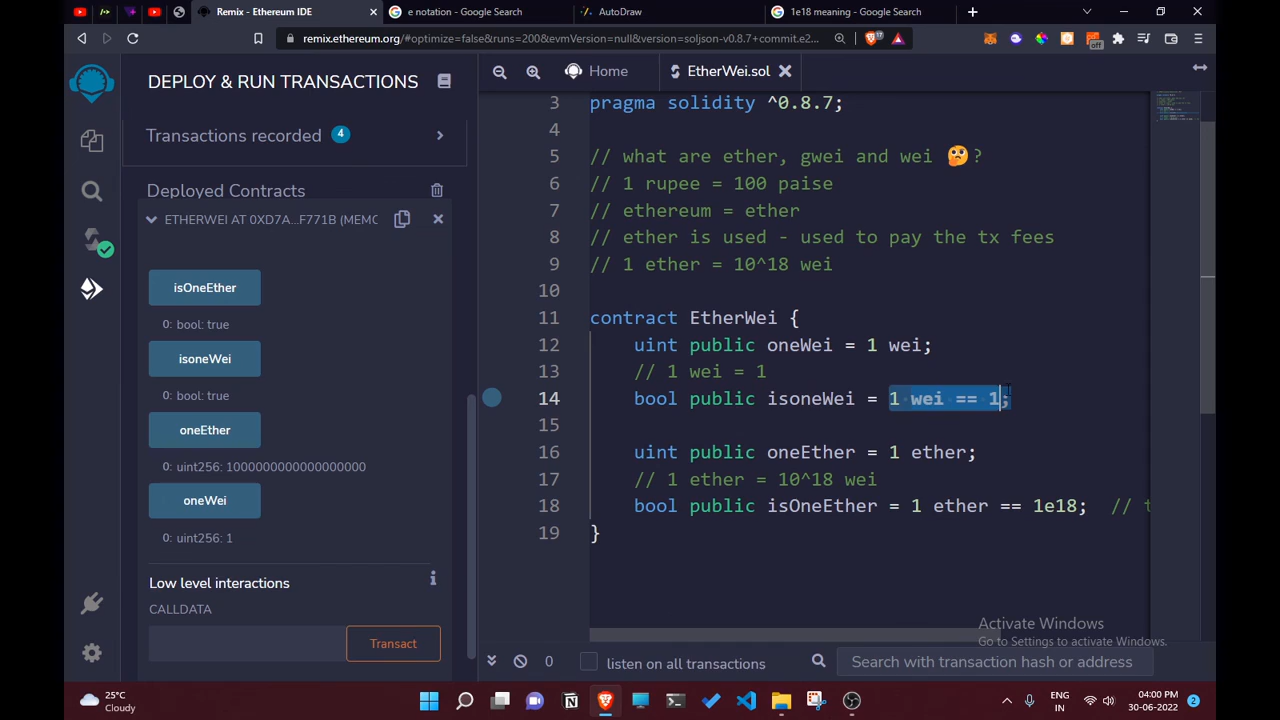 Remix - Ethereum IDE
e notation - Google Search
AutoDraw
1e18 meaning - Google Search
remix.ethereum.org/#optimize=false&runs=200&evmVersion=null&version=soljson-v0.8.7+commit.e2...
17
off
DEPLOY & RUN TRANSACTIONS
Home
EtherWei.sol
Transactions recorded 4
Deployed Contracts
ETHERWEI AT 0XD7A...F771B (MEMO
isOneEther
0: bool: true
isoneWei
0: bool: true
oneEther
0: uint256: 1000000000000000000
oneWei
0: uint256: 1
Low level interactions
CALLDATA
Transact
3 pragma solidity ^0.8.7;
4
5 // what are ether, gwei and wei 🤔?
6 // 1 rupee = 100 paise
7 // ethereum = ether
8 // ether is used - used to pay the tx fees
9 // 1 ether = 10^18 wei
10
11 contract EtherWei {
12 uint public oneWei = 1 wei;
13 // 1 wei = 1
14 bool public isoneWei = 1 wei == 1;
15
16 uint public oneEther = 1 ether;
17 // 1 ether = 10^18 wei
18 bool public isOneEther = 1 ether == 1e18; // t
19 }
Activate Windows
Go to Settings to activate Windows.
0 listen on all transactions
Search with transaction hash or address
25°C
Cloudy
ENG
IN
04:00 PM
30-06-2022
2